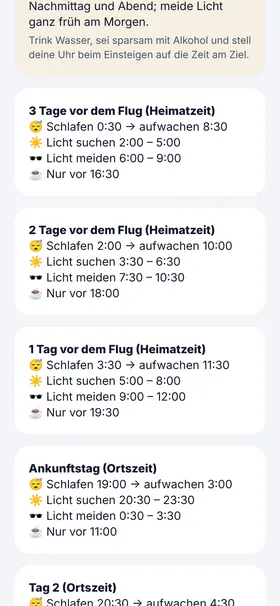 Nachmittag und Abend; meide Licht
ganz früh am Morgen.
Trink Wasser, sei sparsam mit Alkohol und stell
deine Uhr beim Einsteigen auf die Zeit am Ziel.
3 Tage vor dem Flug (Heimatzeit)
😴 Schlafen 0:30 → aufwachen 8:30
☀️ Licht suchen 2:00 – 5:00
🕶️ Licht meiden 6:00 – 9:00
☕ Nur vor 16:30
2 Tage vor dem Flug (Heimatzeit)
😴 Schlafen 2:00 → aufwachen 10:00
☀️ Licht suchen 3:30 – 6:30
🕶️ Licht meiden 7:30 – 10:30
☕ Nur vor 18:00
1 Tag vor dem Flug (Heimatzeit)
😴 Schlafen 3:30 → aufwachen 11:30
☀️ Licht suchen 5:00 – 8:00
🕶️ Licht meiden 9:00 – 12:00
☕ Nur vor 19:30
Ankunftstag (Ortszeit)
😴 Schlafen 19:00 → aufwachen 3:00
☀️ Licht suchen 20:30 – 23:30
🕶️ Licht meiden 0:30 – 3:30
☕ Nur vor 11:00
Tag 2 (Ortszeit)
😴 Schlafen 20:30 → aufwachen 4:30